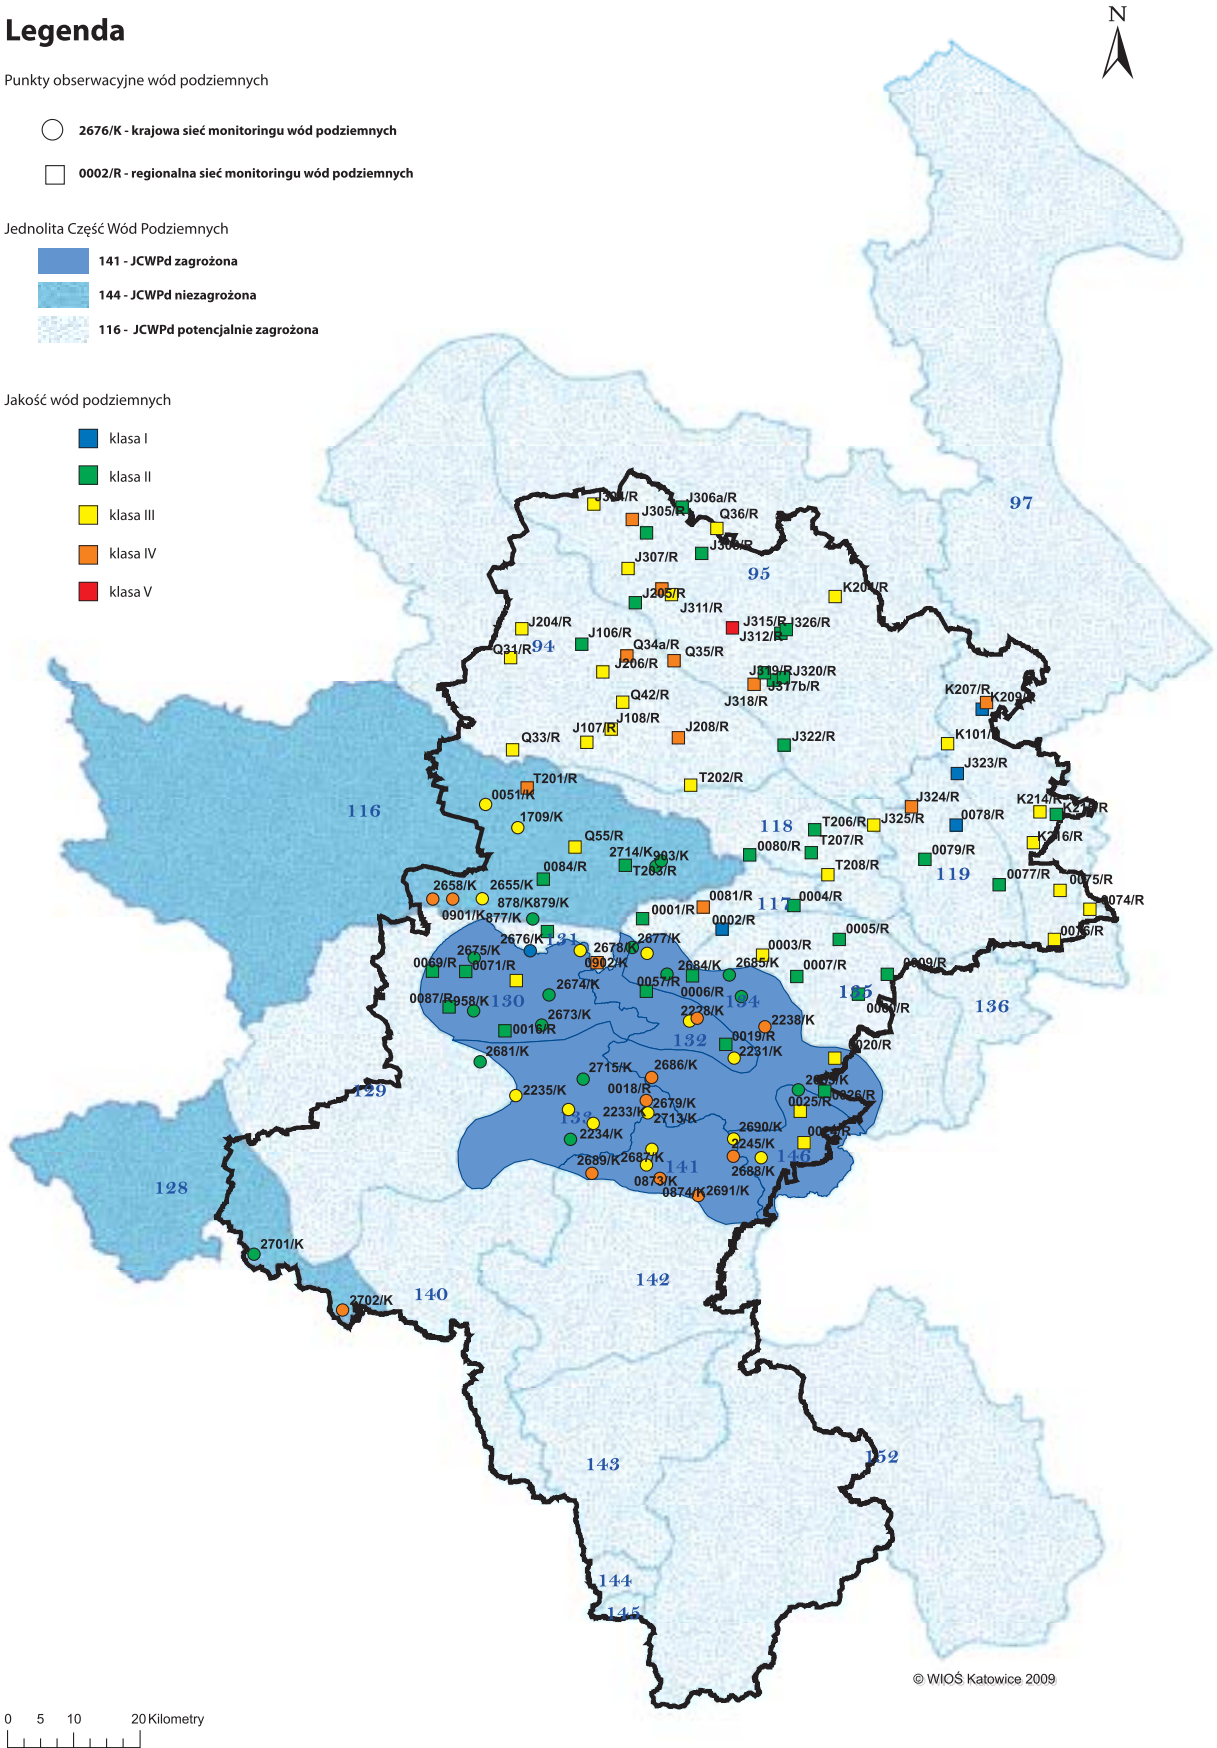 Legenda
N
Punkty obserwacyjne wód podziemnych
2676/K - krajowa sieć monitoringu wód podziemnych
0002/R - regionalna sieć monitoringu wód podziemnych
Jednolita Część Wód Podziemnych
141 - JCWPd zagrożona
144 - JCWPd niezagrożona
116 - JCWPd potencjalnie zagrożona
Jakość wód podziemnych
klasa I
klasa II
klasa III
klasa IV
klasa V
97
J306a/R
J305/R
Q36/R
J307/R
95
J205/R
J311/R
J204/R
J106/R
J315/R
J326/R
J312/R
Q31/R
94
Q34a/R
Q35/R
J206/R
J319/R
J320/R
J317b/R
J318/R
K207/R
Q42/R
J108/R
J107/R
J208/R
Q33/R
J322/R
K101/
J323/R
T201/R
T202/R
0051/K
116
1709/K
J324/R
J325/R
0078/R
K214/R
K216/R
118
T206/R
T207/R
Q55/R
2714/K
T203/R
0084/R
0080/R
T208/R
0079/R
119
0077/R
0075/R
0074/R
2658/K
2655/K
878/K
879/K
0901/K
877/K
0081/R
117
0004/R
0001/R
0002/R
2676/K
131
2678/K
2677/K
0005/R
0003/R
2675/K
0069/R
0071/R
0902/K
2684/K
2685/K
0007/R
0009/R
0057/R
0006/R
2674/K
0087/R
958/K
130
134
135
136
2673/K
0016/R
2228/K
2238/K
132
0019/R
2231/K
0020/R
2681/K
2715/K
2686/K
129
2235/K
0018/R
2679/K
2713/K
2233/K
2234/K
0025/R
0026/R
2690/K
2245/K
2688/K
146
2689/K
2687/K
141
0873/K
0874/K
2691/K
128
2701/K
2702/K
140
142
143
152
144
145
© WIOŚ Katowice 2009
0 5 10 20 Kilometry